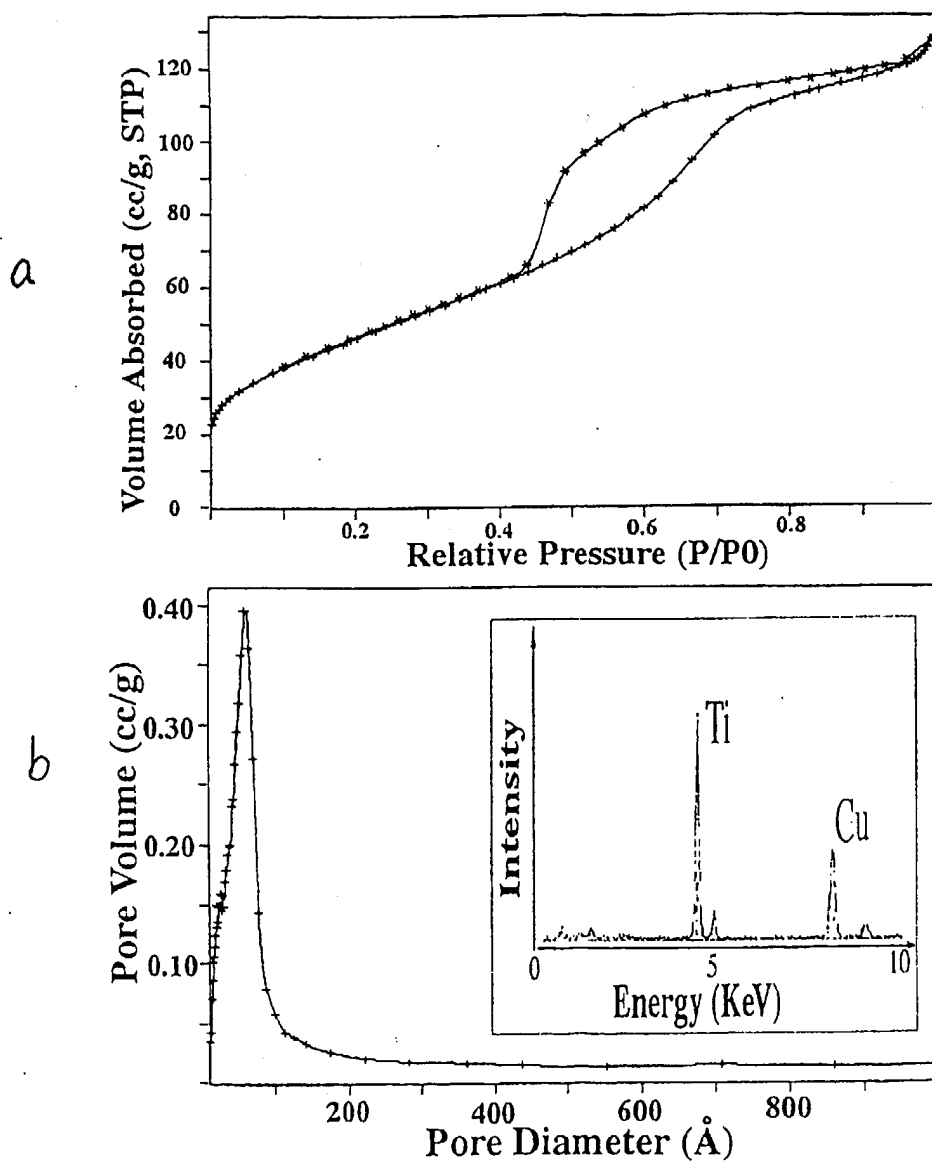 a
Volume Absorbed (cc/g, STP)
120
100
80
60
40
20
0
0.2
0.4
0.6
0.8
Relative Pressure (P/P0)
b
Pore Volume (cc/g)
0.40
0.30
0.20
0.10
200
400
600
800
Pore Diameter (Å)
Intensity
Ti
Cu
0
5
10
Energy (KeV)